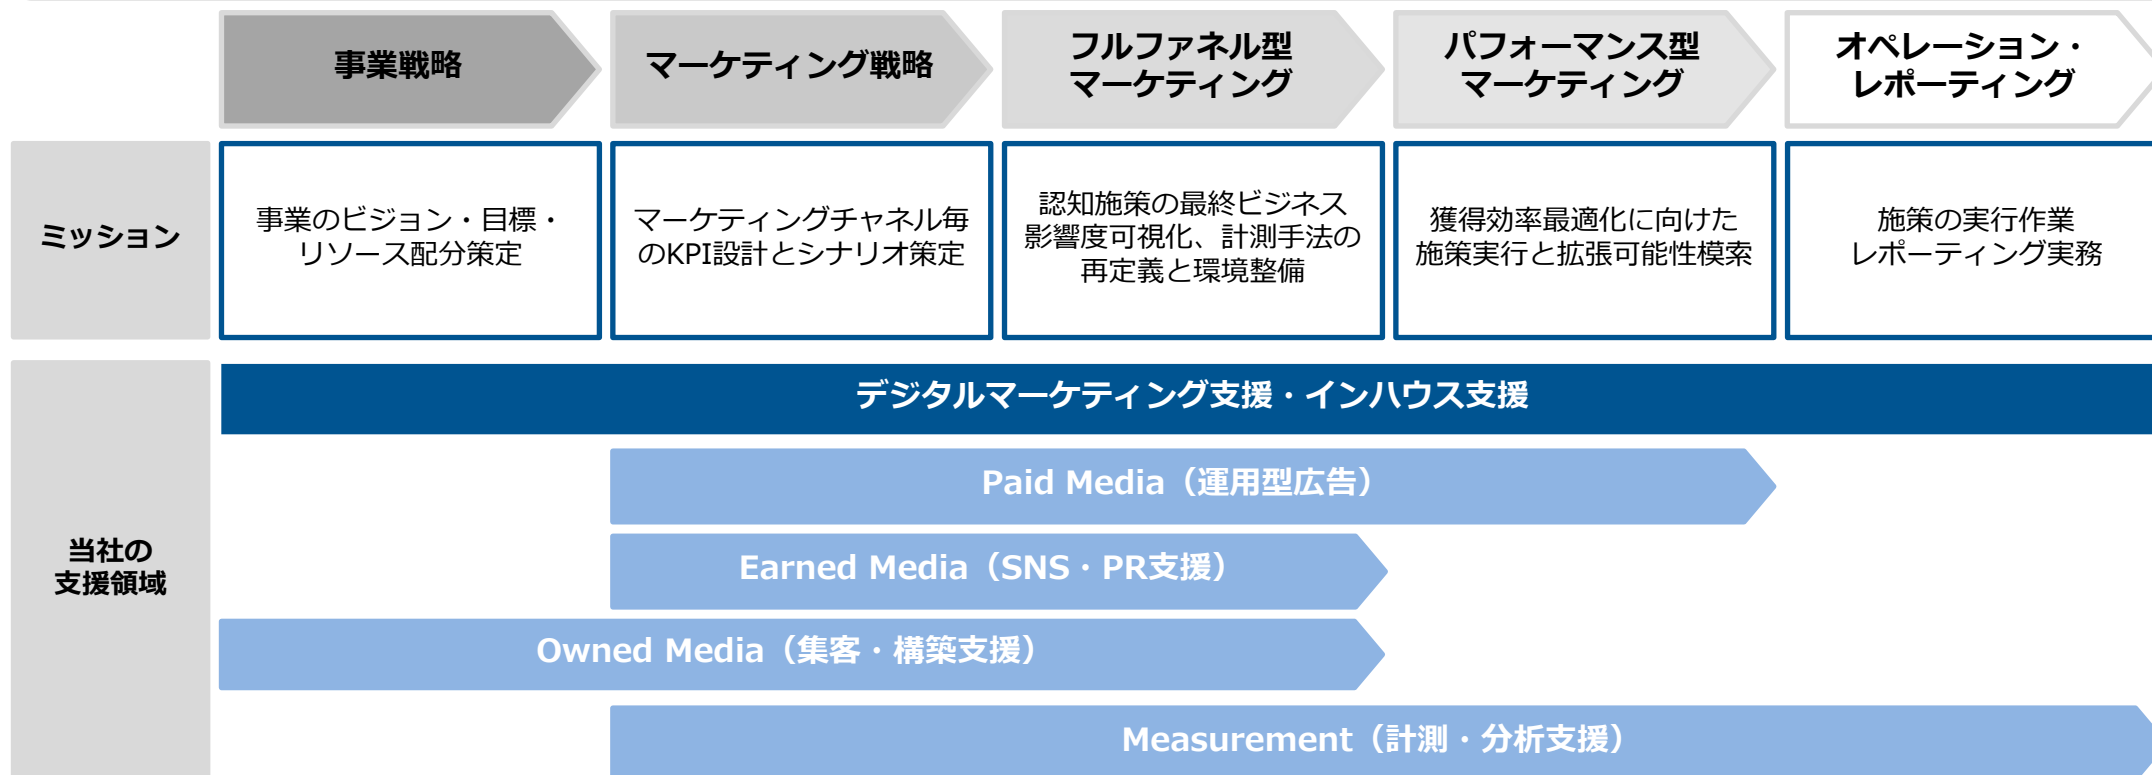 事業戦略
マーケティング戦略
フルファネル型
マーケティング
パフォーマンス型
マーケティング
オペレーション・
レポーティング
ミッション
事業のビジョン・目標・
リソース配分策定
マーケティングチャネル毎
のKPI設計とシナリオ策定
認知施策の最終ビジネス
影響度可視化、計測手法の
再定義と環境整備
獲得効率最適化に向けた
施策実行と拡張可能性模索
施策の実行作業
レポーティング実務
当社の
支援領域
デジタルマーケティング支援・インハウス支援
Paid Media（運用型広告）
Earned Media（SNS・PR支援）
Owned Media（集客・構築支援）
Measurement（計測・分析支援）